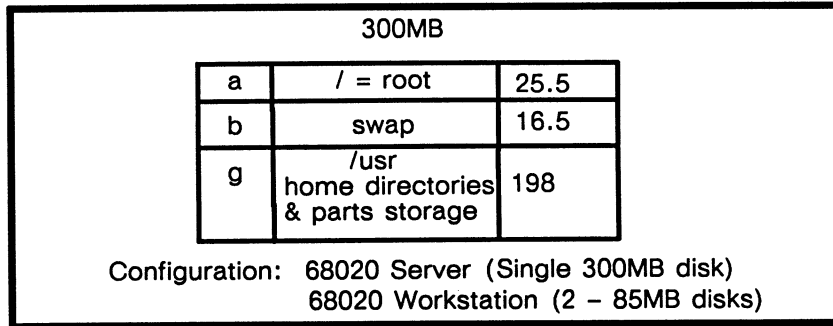 300MB
a / = root 25.5
b swap 16.5
g /usr 198
home directories
& parts storage
Configuration: 68020 Server (Single 300MB disk)
68020 Workstation (2 – 85MB disks)